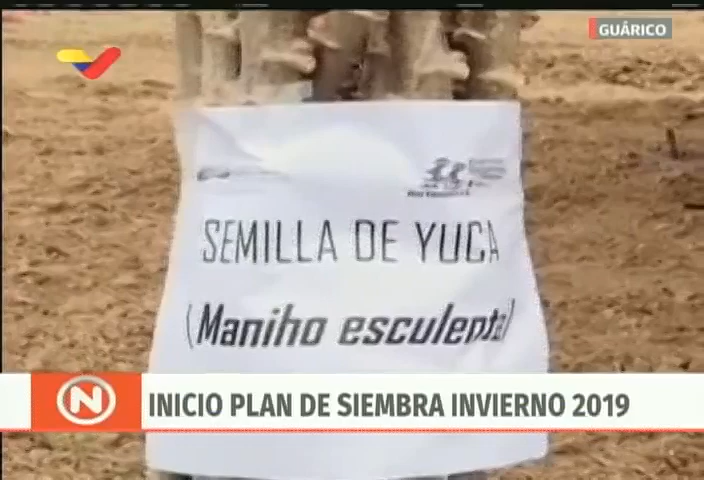 GUÁRICO
SEMILLA DE YUCA
(Maniho esculenta)
N
INICIO PLAN DE SIEMBRA INVIERNO 2019